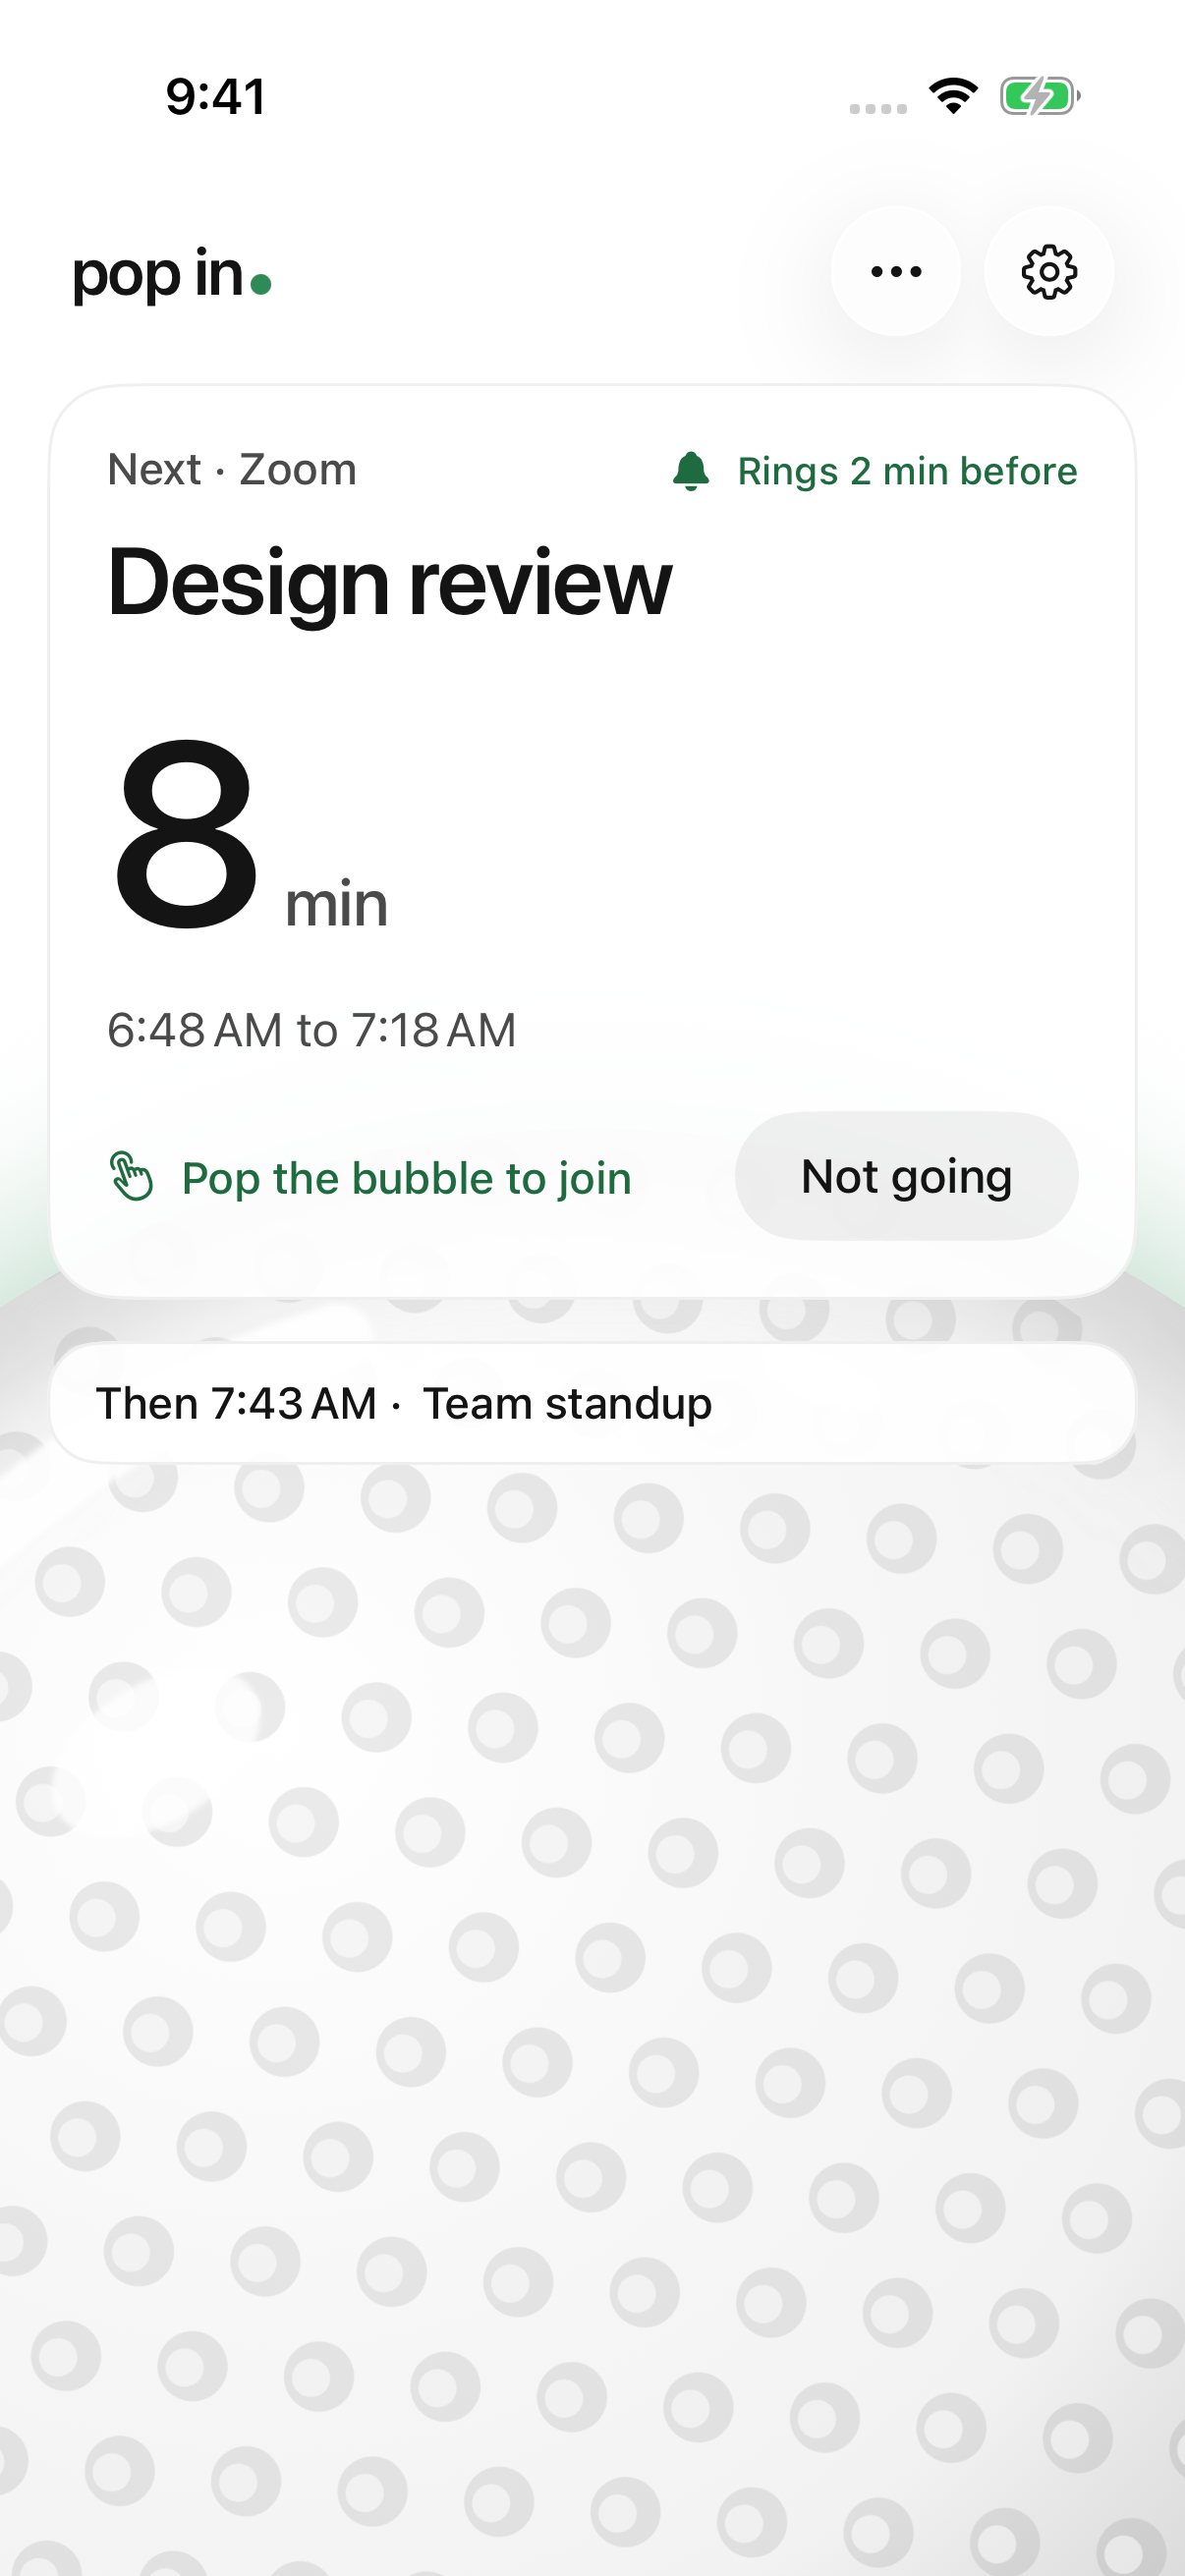 9:41
pop in
Next · Zoom
Rings 2 min before
Design review
8 min
6:48 AM to 7:18 AM
Pop the bubble to join
Not going
Then 7:43 AM · Team standup